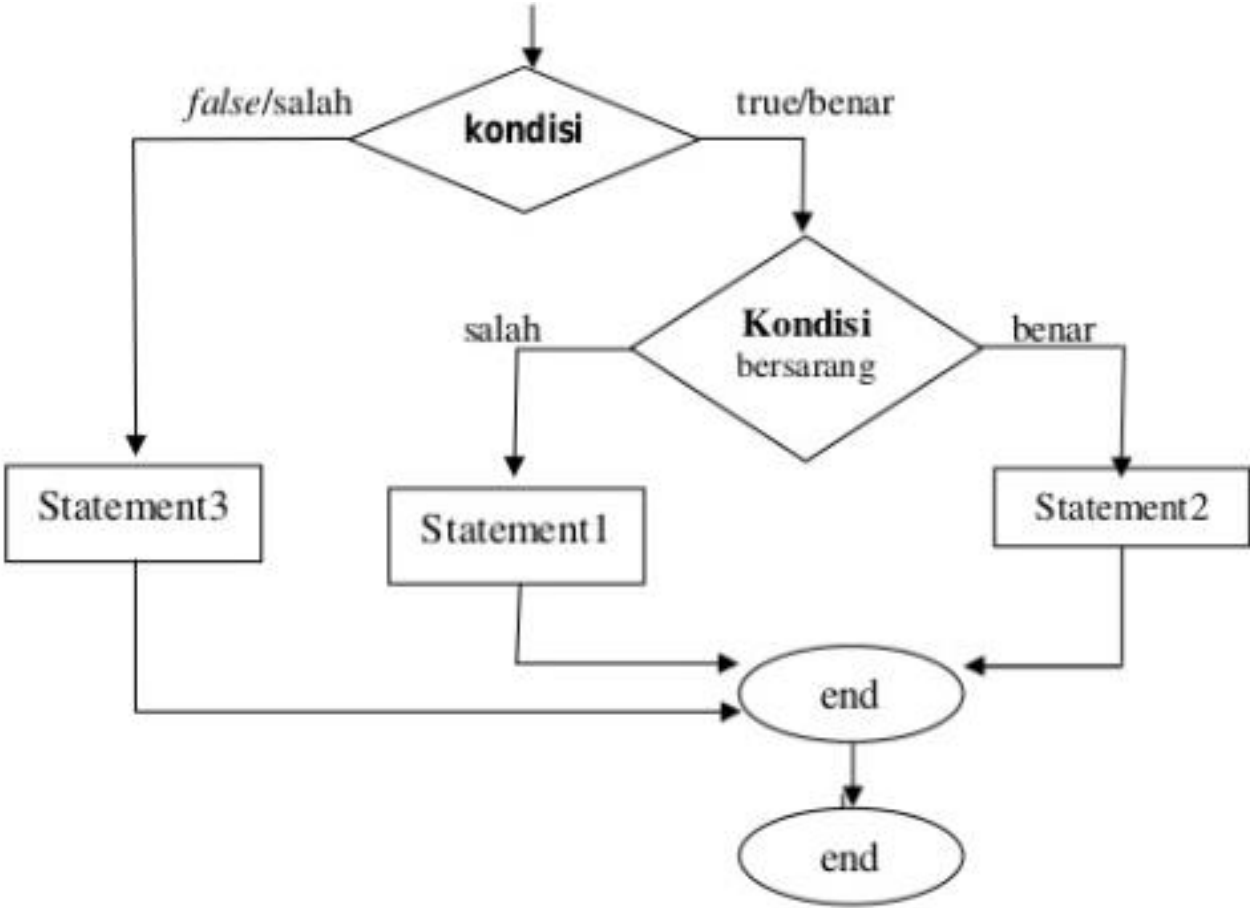 false/salah
kondisi
true/benar
salah
Kondisi
bersarang
benar
Statement3
Statement1
Statement2
end
end